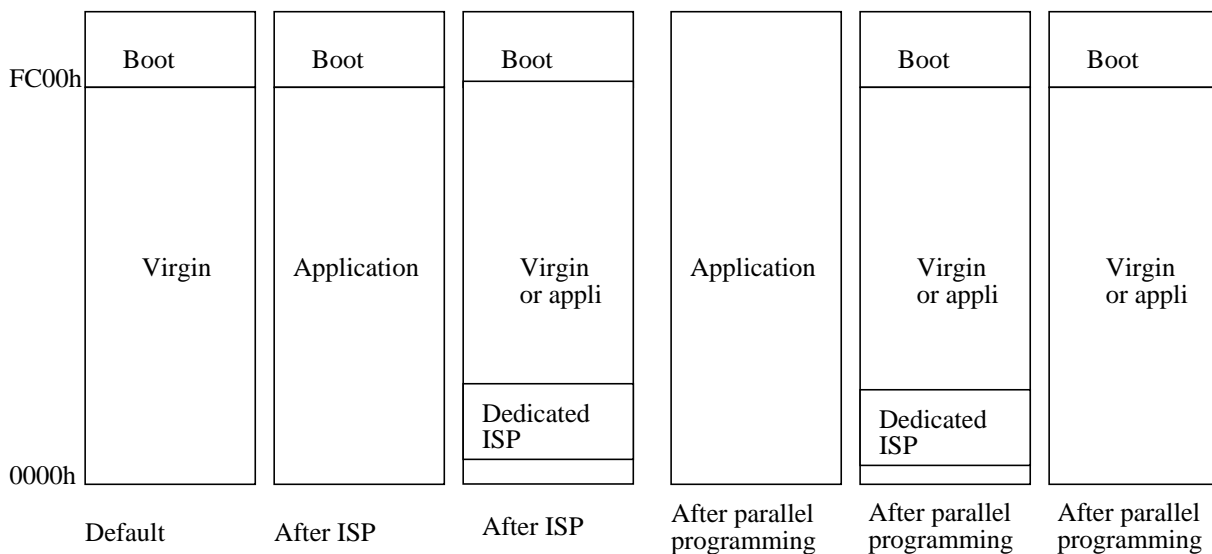 Boot
Boot
Boot
Boot
Boot
FC00h
Virgin
Application
Virgin
or appli
Application
Virgin
or appli
Virgin
or appli
Dedicated
ISP
Dedicated
ISP
0000h
Default
After ISP
After ISP
After parallel
programming
After parallel
programming
After parallel
programming